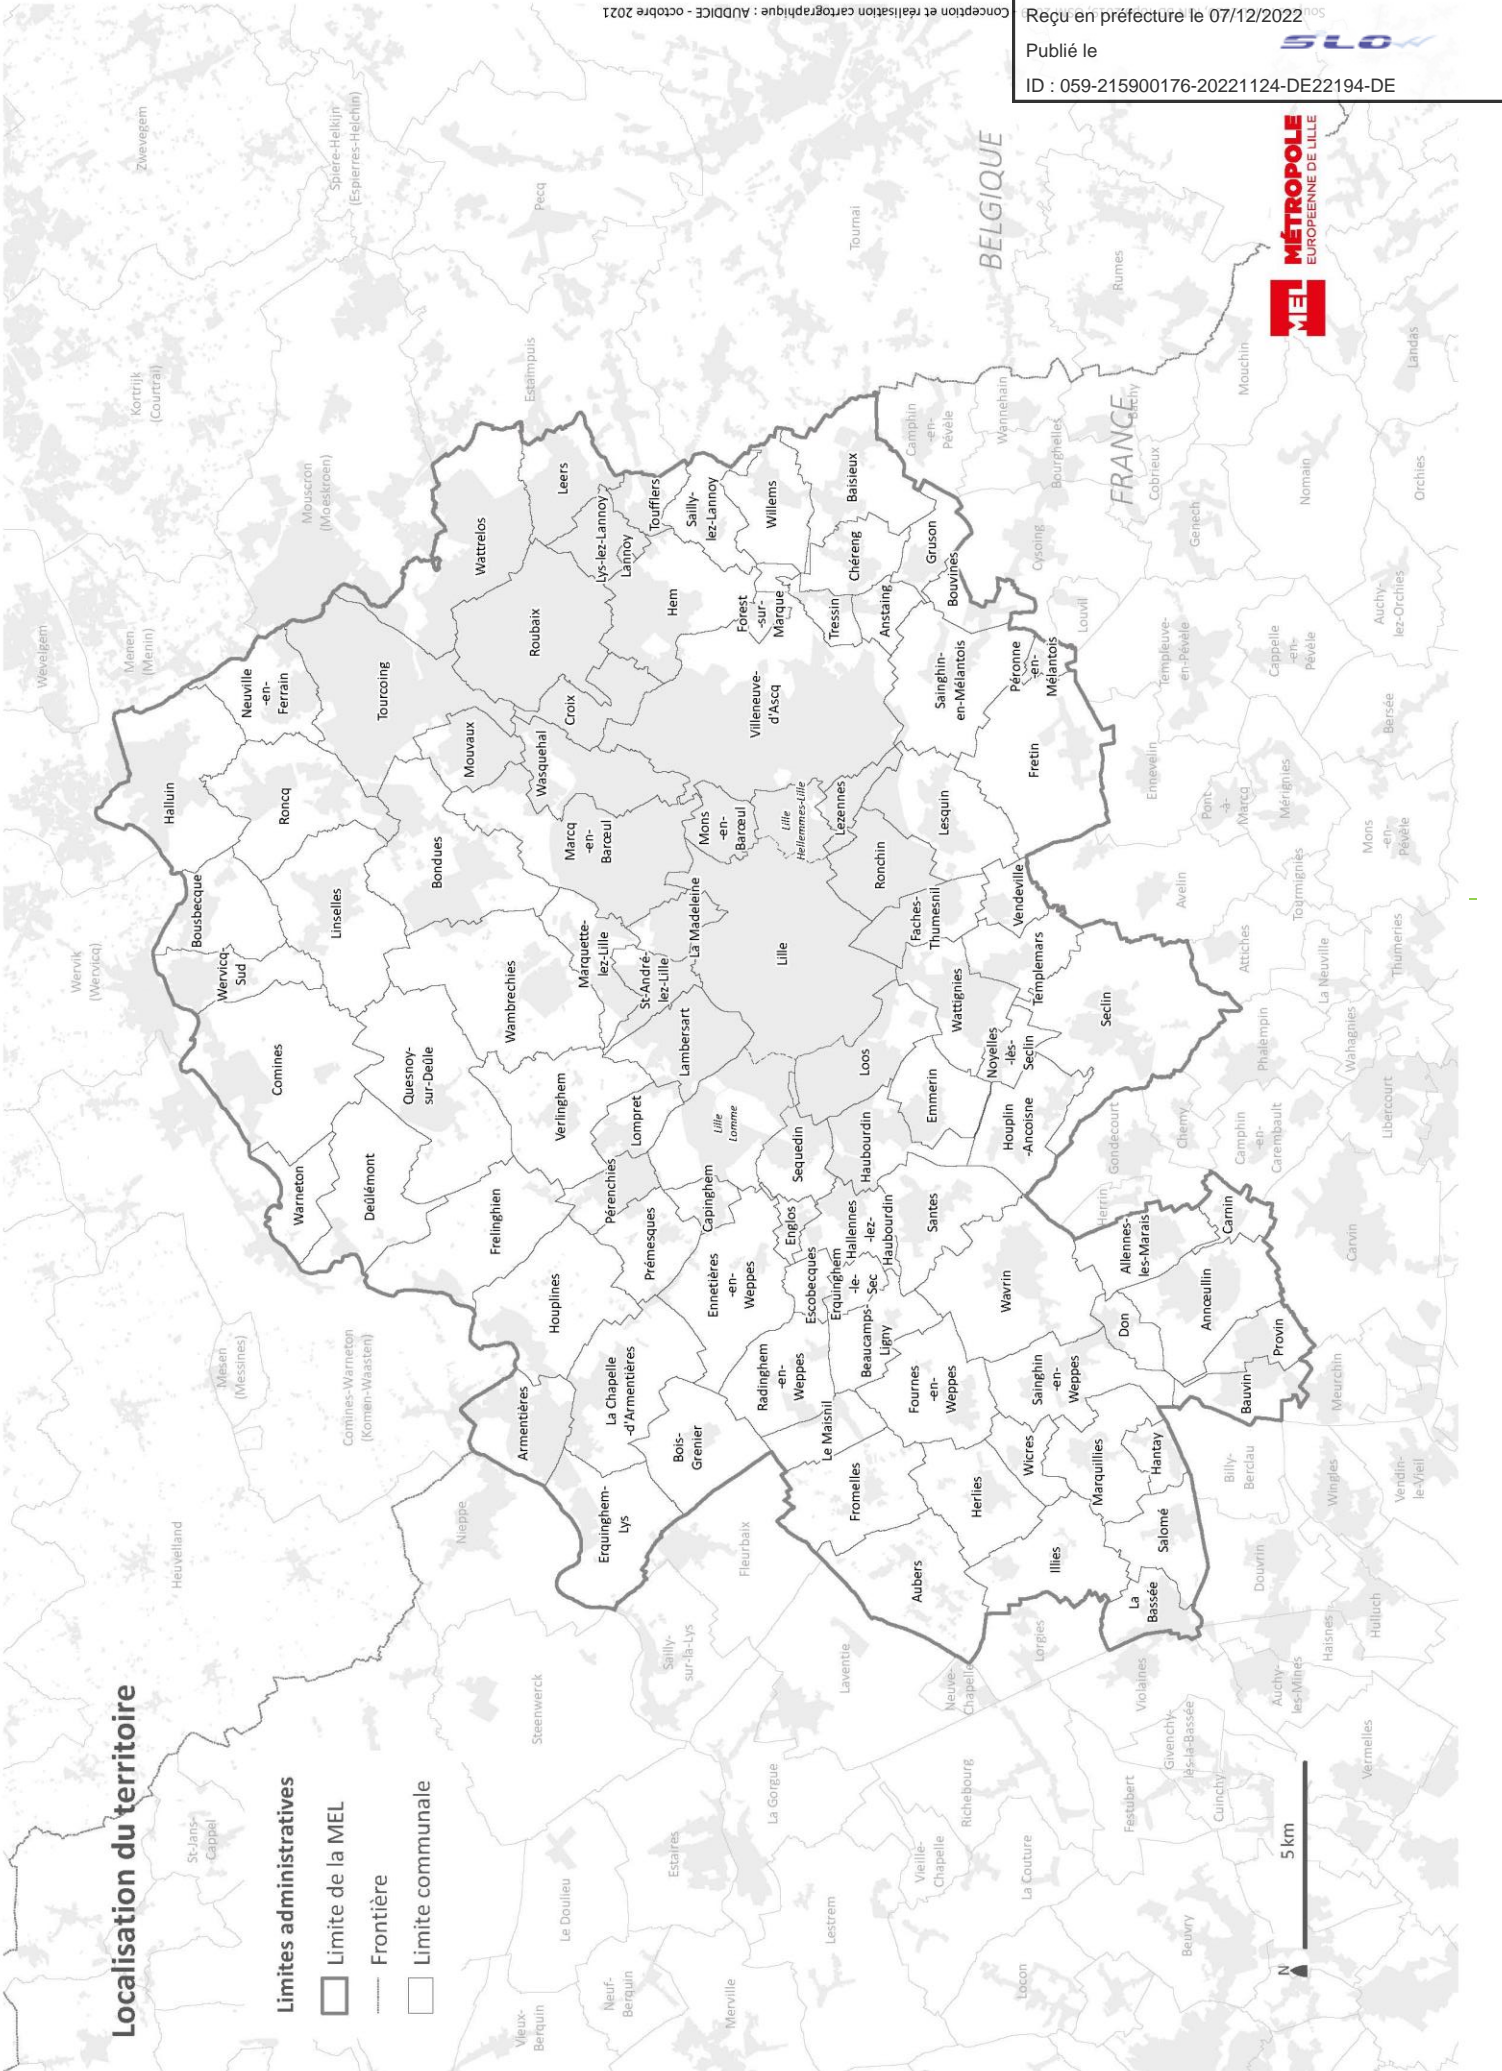 Reçu en préfecture le 07/12/2022
Publié le
SLOW
ID : 059-215900176-20221124-DE22194-DE
Conception et réalisation cartographique : AUDDICE - octobre 2021
MEL
MÉTROPOLE
EUROPEENNE DE LILLE
Localisation du territoire
Limites administratives
Limite de la MEL
Frontière
Limite communale
N
5 km
BELGIQUE
FRANCE
Zwevegem
Spiere-Helkijn
(Espierres-Helchin)
Pecq
Tournai
Rumes
Kortrijk
(Courtrai)
Estaimpuis
Mouscron
(Moeskroen)
Wevelgem
Menen
(Menin)
Wervik
(Wervicq)
Mesen
(Messines)
Comines-Warneton
(Komen-Waasten)
Heuvelland
Nieppe
St-Jans-
Cappel
Steenwerck
Fleurbaix
Sailly-
sur-la-Lys
Laventie
Neuve-
Chapelle
Lorgies
Violaines
Givenchy-
lès-la-Bassée
Cuinchy
Festubert
Richebourg
La Gorgue
Estaires
Le Doulieu
Neuf-
Berquin
Vieux-
Berquin
Merville
Lestrem
Vieille-
Chapelle
La Couture
Locon
Beuvry
Vermelles
Auchy-
les-Mines
Haisnes
Hulluch
Douvrin
Billy-
Berclau
Wingles
Vendin-
le-Vieil
Meurchin
Carvin
Libercourt
Camphin
-en-
Carembault
Chemy
Gondecourt
Herrin
Phalempin
Wahagnies
La Neuville
Thumeries
Attiches
Tourmignies
Avelin
Mons
-en-
Pévèle
Mérignies
Pont
-à-
Marcq
Ennevelin
Bersée
Cappelle
-en-
Pévèle
Templeuve-
en-Pévèle
Auchy-
lez-Orchies
Louvil
Cysoing
Genech
Cobrieux
Bourghelles
Bachy
Wannehain
Camphin
-en-
Pévèle
Mouchin
Nomain
Orchies
Landas
Halluin
Neuville
-en-
Ferrain
Roncq
Tourcoing
Bousbecque
Wervicq-
Sud
Linselles
Bondues
Mouvaux
Wattrelos
Leers
Roubaix
Lys-lez-Lannoy
Lannoy
Toufflers
Sailly-
lez-Lannoy
Willems
Baisieux
Hem
Croix
Wasquehal
Forest
-sur-
Marque
Tressin
Chéreng
Anstaing
Gruson
Bouvines
Villeneuve-
d'Ascq
Sainghin-
en-Mélantois
Péronne
-en-
Mélantois
Fretin
Marcq
-en-
Barœul
Mons
-en-
Barœul
Lille
Hellemmes-Lille
Lezennes
Lesquin
Ronchin
Faches-
Thumesnil
Vendeville
Templemars
Wattignies
Seclin
Noyelles
-lès-
Seclin
Houplin
-Ancoisne
Emmerin
Loos
Lille
La Madeleine
St-André-
lez-Lille
Marquette-
lez-Lille
Lambersart
Wambrechies
Comines
Quesnoy-
sur-Deûle
Verlinghem
Lompret
Lille
Lomme
Sequedin
Haubourdin
Warneton
Deûlémont
Frelinghien
Pérenchies
Prémesques
Capinghem
Englos
Hallennes
-lez-
Haubourdin
Santes
Houplines
Ennetières
-en-
Weppes
Escobecques
Erquinghem
-le-
Sec
Beaucamps-
Ligny
Wavrin
Allennes-
les-Marais
Carnin
Annœullin
Don
Provin
Bauvin
Armentières
La Chapelle
-d'Armentières
Bois-
Grenier
Radinghem
-en-
Weppes
Le Maisnil
Fournes
-en-
Weppes
Sainghin
-en-
Weppes
Erquinghem-
Lys
Fromelles
Aubers
Herlies
Wicres
Marquillies
Hantay
Illies
Salomé
La
Bassée